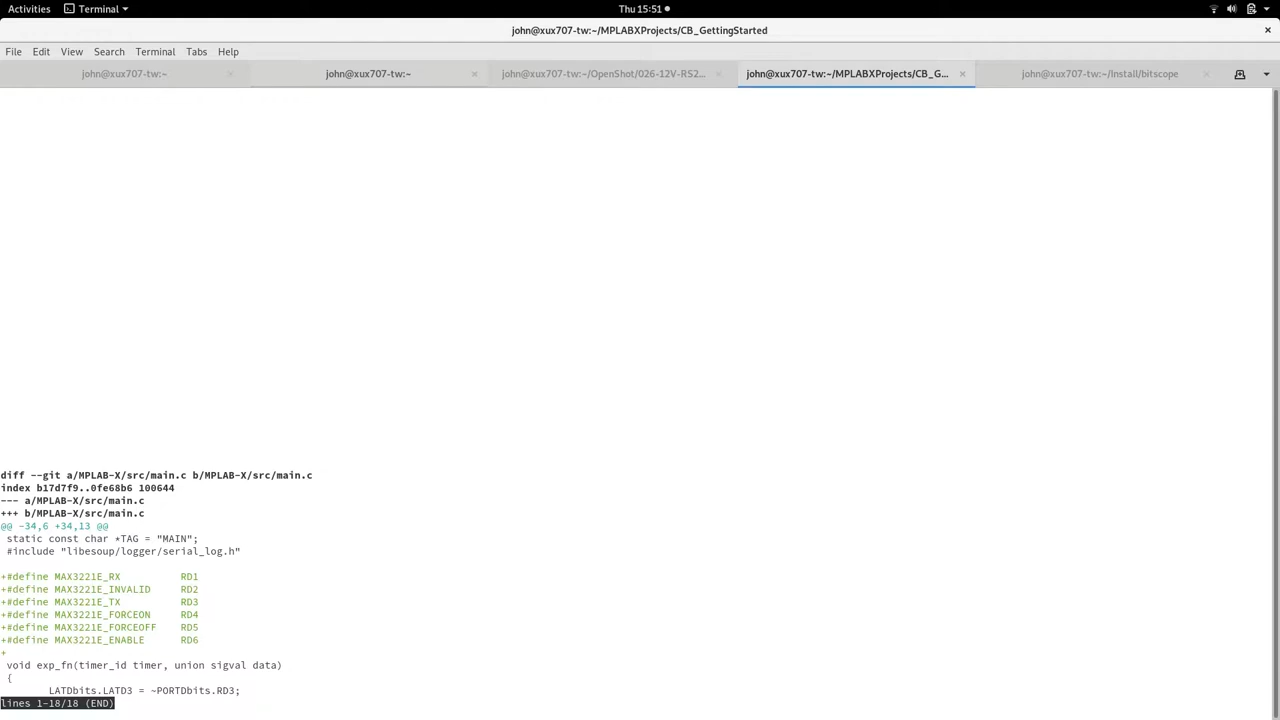 Activities Terminal Thu 15:51
john@xux707-tw:~/MPLABXProjects/CB_GettingStarted
File Edit View Search Terminal Tabs Help
john@xux707-tw:~ john@xux707-tw:~ john@xux707-tw:~/OpenShot/026-12V-RS2... john@xux707-tw:~/MPLABXProjects/CB_G... john@xux707-tw:~/Install/bitscope
diff --git a/MPLAB-X/src/main.c b/MPLAB-X/src/main.c
index b17d7f9..0fe68b6 100644
--- a/MPLAB-X/src/main.c
+++ b/MPLAB-X/src/main.c
@@ -34,6 +34,13 @@
 static const char *TAG = "MAIN";
 #include "libesoup/logger/serial_log.h"
+#define MAX3221E_RX          RD1
+#define MAX3221E_INVALID     RD2
+#define MAX3221E_TX          RD3
+#define MAX3221E_FORCEON     RD4
+#define MAX3221E_FORCEOFF    RD5
+#define MAX3221E_ENABLE      RD6
+
 void exp_fn(timer_id timer, union sigval data)
 {
        LATDbits.LATD3 = ~PORTDbits.RD3;
lines 1-18/18 (END)